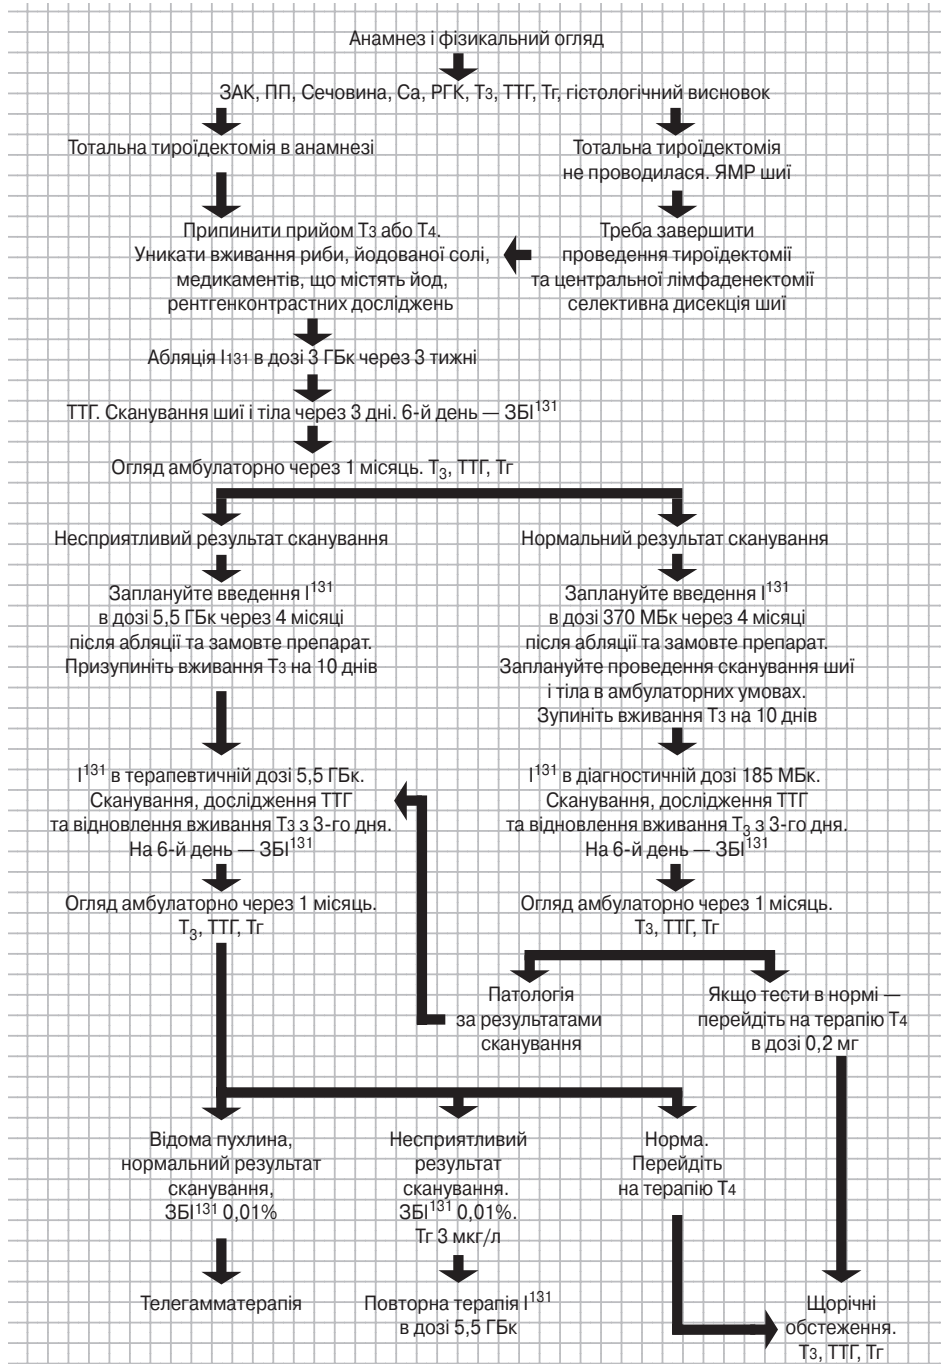 Анамнез і фізикальний огляд
ЗАК, ПП, Сечовина, Са, РГК, Т3, ТТГ, Тг, гістологічний висновок
Тотальна тироїдектомія в анамнезі
Тотальна тироїдектомія
не проводилася. ЯМР шиї
Припинити прийом Т3 або Т4.
Уникати вживання риби, йодованої солі,
медикаментів, що містять йод,
рентгенконтрастних досліджень
Треба завершити
проведення тироїдектомії
та центральної лімфаденектомії
селективна дисекція шиї
Абляція І131 в дозі 3 ГБк через 3 тижні
ТТГ. Сканування шиї і тіла через 3 дні. 6-й день — ЗБІ¹³¹
Огляд амбулаторно через 1 місяць. Т₃, ТТГ, Тг
Несприятливий результат сканування
Нормальний результат сканування
Заплануйте введення І¹³¹
в дозі 5,5 ГБк через 4 місяці
після абляції та замовте препарат.
Призупиніть вживання Т3 на 10 днів
Заплануйте введення І¹³¹
в дозі 370 МБк через 4 місяці
після абляції та замовте препарат.
Заплануйте проведення сканування шиї
і тіла в амбулаторних умовах.
Зупиніть вживання Т3 на 10 днів
І¹³¹ в терапевтичній дозі 5,5 ГБк.
Сканування, дослідження ТТГ
та відновлення вживання Т3 з 3-го дня.
На 6-й день — ЗБІ¹³¹
І¹³¹ в діагностичній дозі 185 МБк.
Сканування, дослідження ТТГ
та відновлення вживання Т₃ з 3-го дня.
На 6-й день — ЗБІ¹³¹
Огляд амбулаторно через 1 місяць.
Т₃, ТТГ, Тг
Огляд амбулаторно через 1 місяць.
Т3, ТТГ, Тг
Патологія
за результатами
сканування
Якщо тести в нормі —
перейдіть на терапію Т4
в дозі 0,2 мг
Відома пухлина,
нормальний результат
сканування,
ЗБІ¹³¹ 0,01%
Несприятливий
результат
сканування.
ЗБІ¹³¹ 0,01%.
Тг 3 мкг/л
Норма.
Перейдіть
на терапію Т4
Телегамматерапія
Повторна терапія І¹³¹
в дозі 5,5 ГБк
Щорічні
обстеження.
Т3, ТТГ, Тг